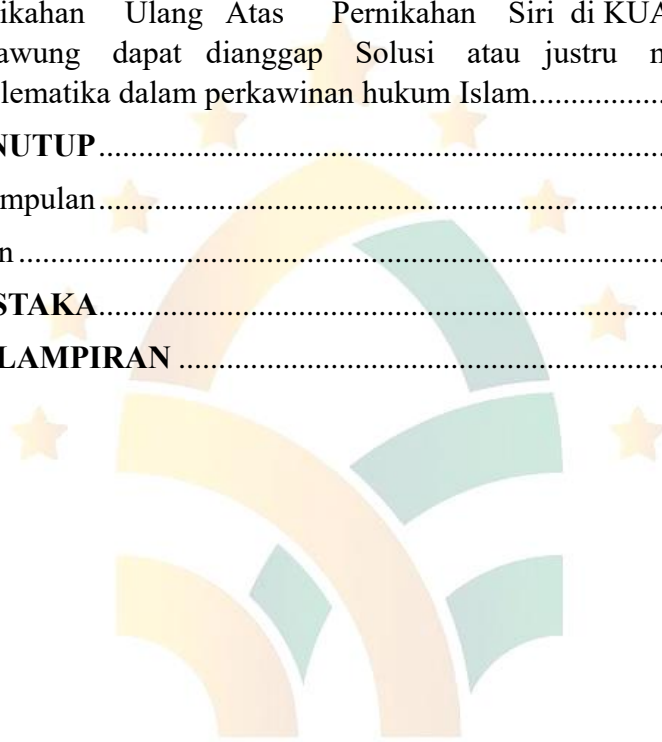 ikahan Ulang Atas Pernikahan Siri di KUA
awung dapat dianggap Solusi atau justru m
lematika dalam perkawinan hukum Islam..............
NUTUP............................................................................
mpulan............................................................................
n......................................................................................
STAKA............................................................................
LAMPIRAN ...................................................................